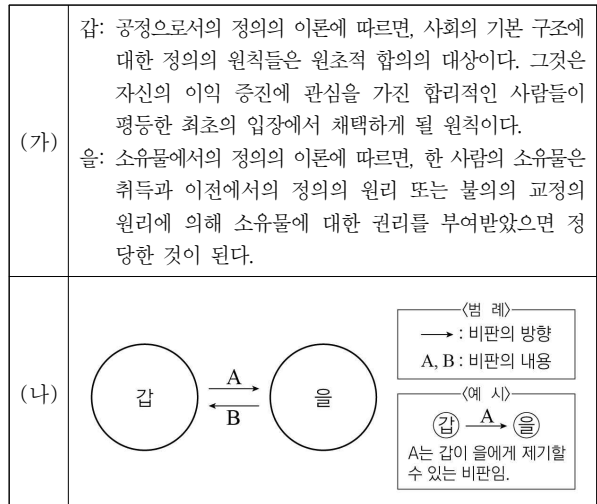 (가)
갑: 공정으로서의 정의의 이론에 따르면, 사회의 기본 구조에
대한 정의의 원칙들은 원초적 합의의 대상이다. 그것은
자신의 이익 증진에 관심을 가진 합리적인 사람들이
평등한 최초의 입장에서 채택하게 될 원칙이다.
을: 소유물에서의 정의의 이론에 따르면, 한 사람의 소유물은
취득과 이전에서의 정의의 원리 또는 불의의 교정의
원리에 의해 소유물에 대한 권리를 부여받았으면 정
당한 것이 된다.
(나)
갑
A
B
을
<범 례>
→ : 비판의 방향
A, B : 비판의 내용
<예 시>
갑 A 을
A는 갑이 을에게 제기할
수 있는 비판임.